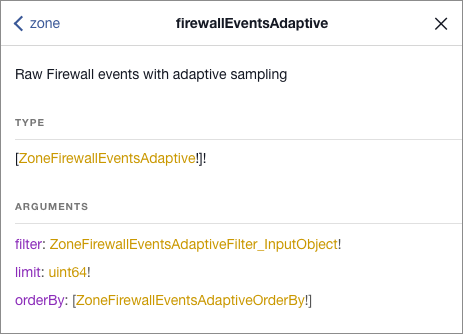 zone
firewallEventsAdaptive
Raw Firewall events with adaptive sampling
TYPE
[ZoneFirewallEventsAdaptive!]!
ARGUMENTS
filter: ZoneFirewallEventsAdaptiveFilter_InputObject!
limit: uint64!
orderBy: [ZoneFirewallEventsAdaptiveOrderBy!]